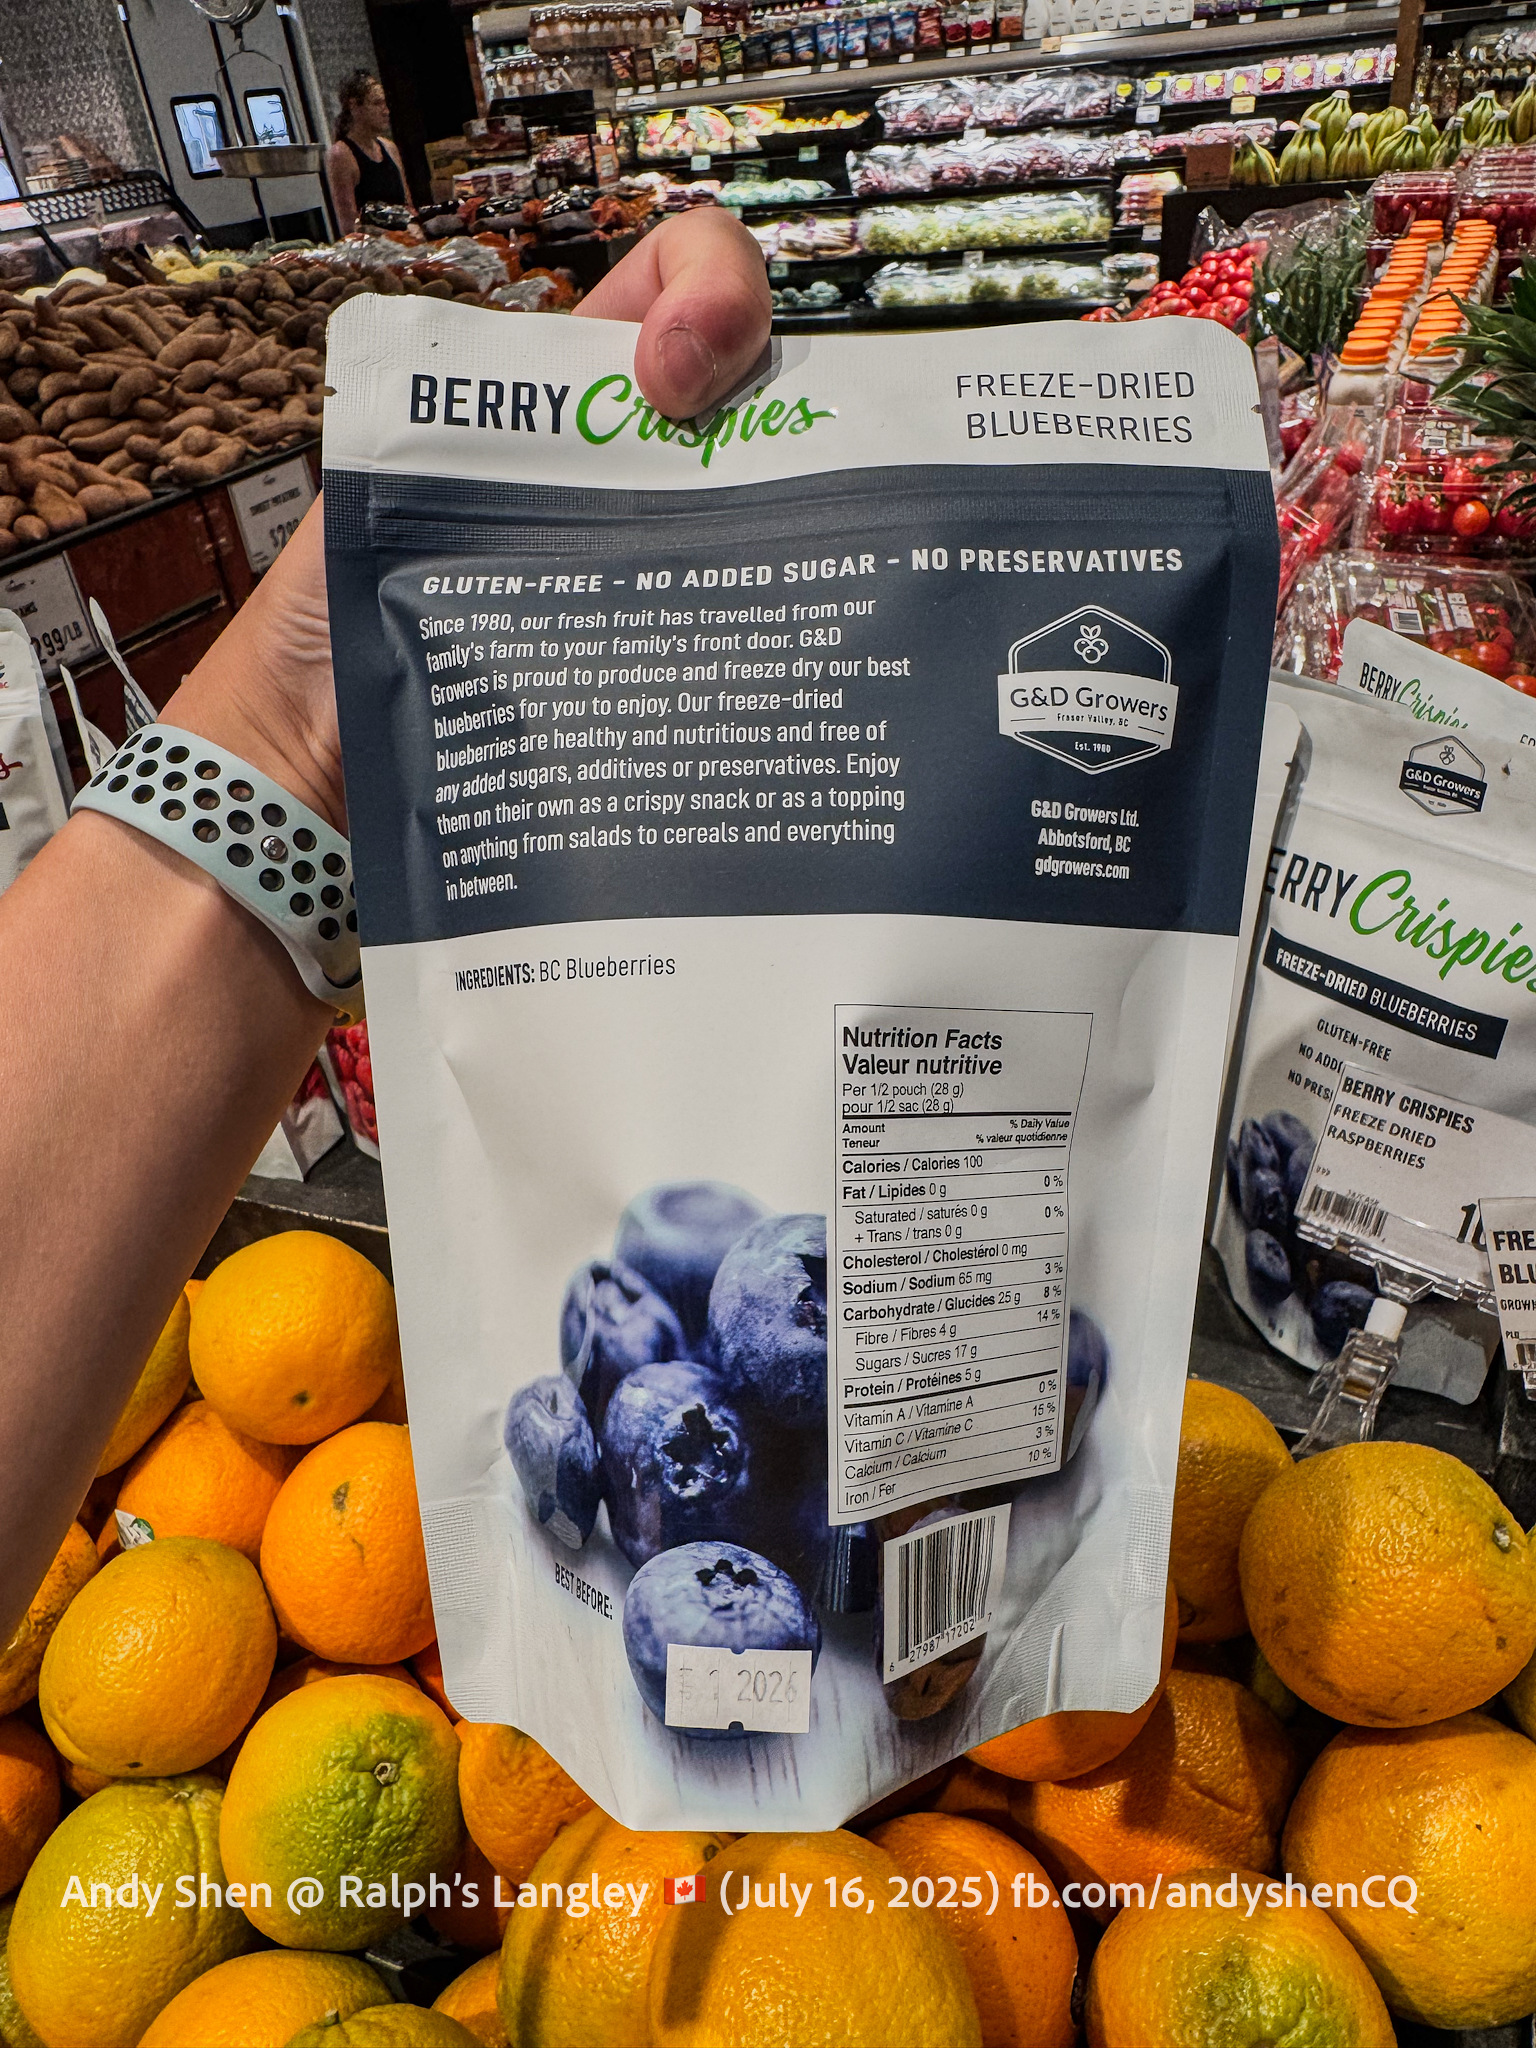 BERRY Crispies
FREEZE-DRIED
BLUEBERRIES
GLUTEN-FREE - NO ADDED SUGAR - NO PRESERVATIVES
Since 1980, our fresh fruit has travelled from our
family's farm to your family's front door. G&D
Growers is proud to produce and freeze dry our best
blueberries for you to enjoy. Our freeze-dried
blueberries are healthy and nutritious and free of
any added sugars, additives or preservatives. Enjoy
them on their own as a crispy snack or as a topping
on anything from salads to cereals and everything
in between.
G&D Growers
Fraser Valley, BC
Est. 1980
G&D Growers Ltd.
Abbotsford, BC
gdgrowers.com
INGREDIENTS: BC Blueberries
Nutrition Facts
Valeur nutritive
Per 1/2 pouch (28 g)
pour 1/2 sac (28 g)
Amount % Daily Value
Teneur % valeur quotidienne
Calories / Calories 100
Fat / Lipides 0 g 0 %
Saturated / saturés 0 g 0 %
+ Trans / trans 0 g
Cholesterol / Cholestérol 0 mg
Sodium / Sodium 65 mg 3 %
Carbohydrate / Glucides 25 g 8 %
Fibre / Fibres 4 g 14 %
Sugars / Sucres 17 g
Protein / Protéines 5 g
Vitamin A / Vitamine A 0 %
Vitamin C / Vitamine C 15 %
Calcium / Calcium 3 %
Iron / Fer 10 %
BEST BEFORE:
2026
6 27987 17202 7
BERRY Crispies
G&D Growers
Crispies
FREEZE-DRIED BLUEBERRIES
GLUTEN-FREE
BERRY CRISPIES
FREEZE DRIED
RASPBERRIES
Andy Shen @ Ralph's Langley 🇨🇦 (July 16, 2025) fb.com/andyshenCQ